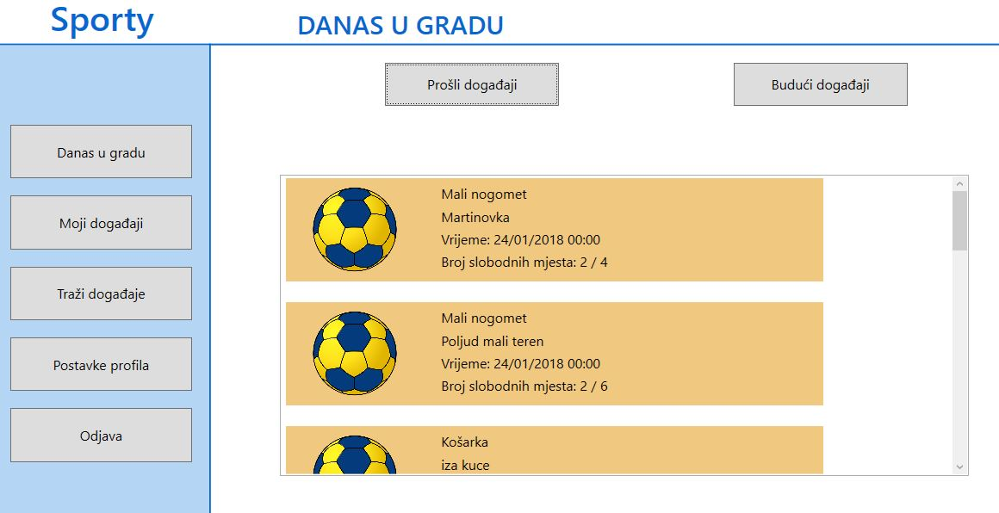 Sporty
DANAS U GRADU
Prošli događaji
Budući događaji
Danas u gradu
Moji događaji
Traži događaje
Postavke profila
Odjava
Mali nogomet
Martinovka
Vrijeme: 24/01/2018 00:00
Broj slobodnih mjesta: 2 / 4
Mali nogomet
Poljud mali teren
Vrijeme: 24/01/2018 00:00
Broj slobodnih mjesta: 2 / 6
Košarka
iza kuce